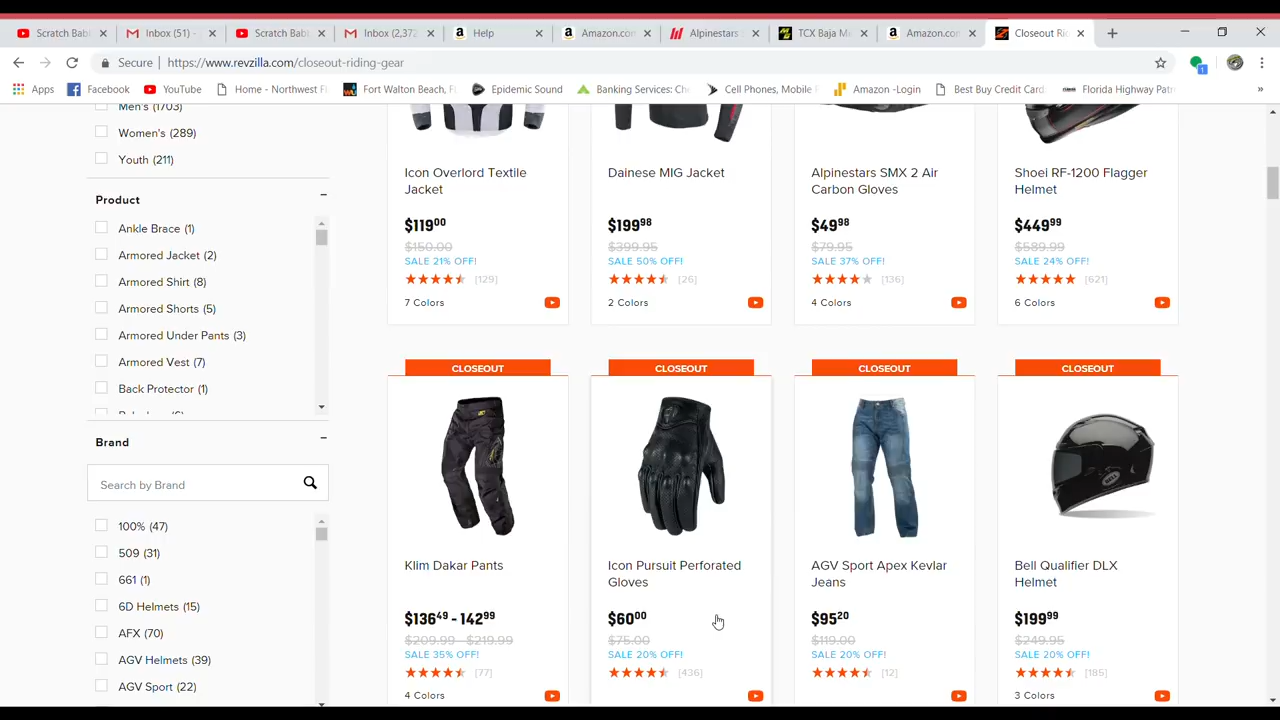 Scratch Bab
Inbox (51) -
Scratch B
Inbox (2,372
Help
Amazon.com
Alpinestars
TCX Baja M
Amazon.com
Closeout Ri
Secure | https://www.revzilla.com/closeout-riding-gear
Apps
Facebook
YouTube
Home - Northwest F
Fort Walton Beach, F
Epidemic Sound
Banking Services: Ch
Cell Phones, Mobile
Amazon -Login
Best Buy Credit Card
Florida Highway Pat
»
Men's (1703)
Women's (289)
Youth (211)
Product
Ankle Brace (1)
Armored Jacket (2)
Armored Shirt (8)
Armored Shorts (5)
Armored Under Pants (3)
Armored Vest (7)
Back Protector (1)
Brand
Search by Brand
100% (47)
509 (31)
661 (1)
6D Helmets (15)
AFX (70)
AGV Helmets (39)
AGV Sport (22)
Icon Overlord Textile
Jacket
$119.00
$150.00
SALE 21% OFF!
[129]
7 Colors
Dainese MIG Jacket
$199.98
$399.95
SALE 50% OFF!
[26]
2 Colors
Alpinestars SMX 2 Air
Carbon Gloves
$49.98
$79.95
SALE 37% OFF!
[136]
4 Colors
Shoei RF-1200 Flagger
Helmet
$449.99
$589.99
SALE 24% OFF!
[621]
6 Colors
CLOSEOUT
Klim Dakar Pants
$136.49 - 142.99
$209.99 - $219.99
SALE 35% OFF!
[77]
4 Colors
CLOSEOUT
Icon Pursuit Perforated
Gloves
$60.00
$75.00
SALE 20% OFF!
[436]
CLOSEOUT
AGV Sport Apex Kevlar
Jeans
$95.20
$119.00
SALE 20% OFF!
[12]
CLOSEOUT
BELL
Bell Qualifier DLX
Helmet
$199.99
$249.95
SALE 20% OFF!
[185]
3 Colors